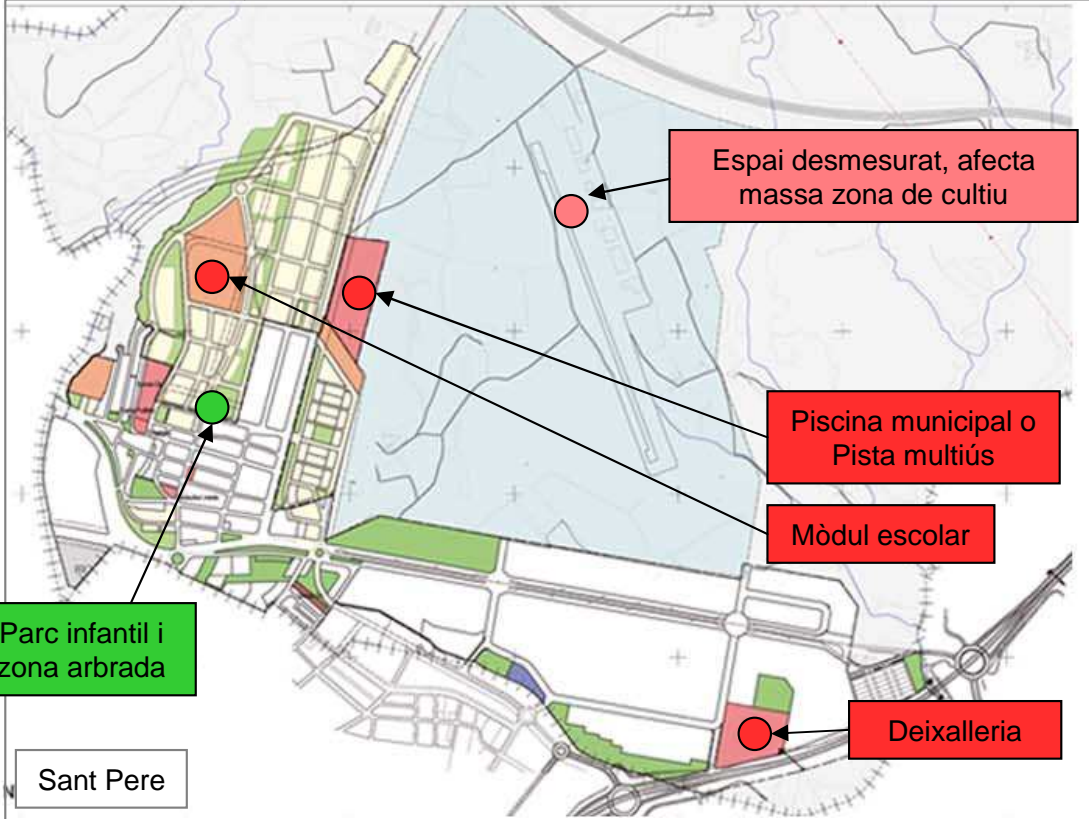 Espai desmesurat, afecta
massa zona de cultiu
Piscina municipal o
Pista multiús
Mòdul escolar
Parc infantil i
zona arbrada
Deixalleria
Sant Pere